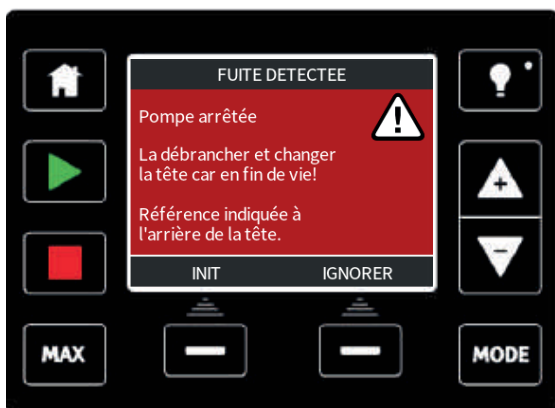 FUITE DETECTEE
Pompe arrêtée
La débrancher et changer
la tête car en fin de vie!
Référence indiquée à
l'arrière de la tête.
INIT IGNORER
MAX
MODE